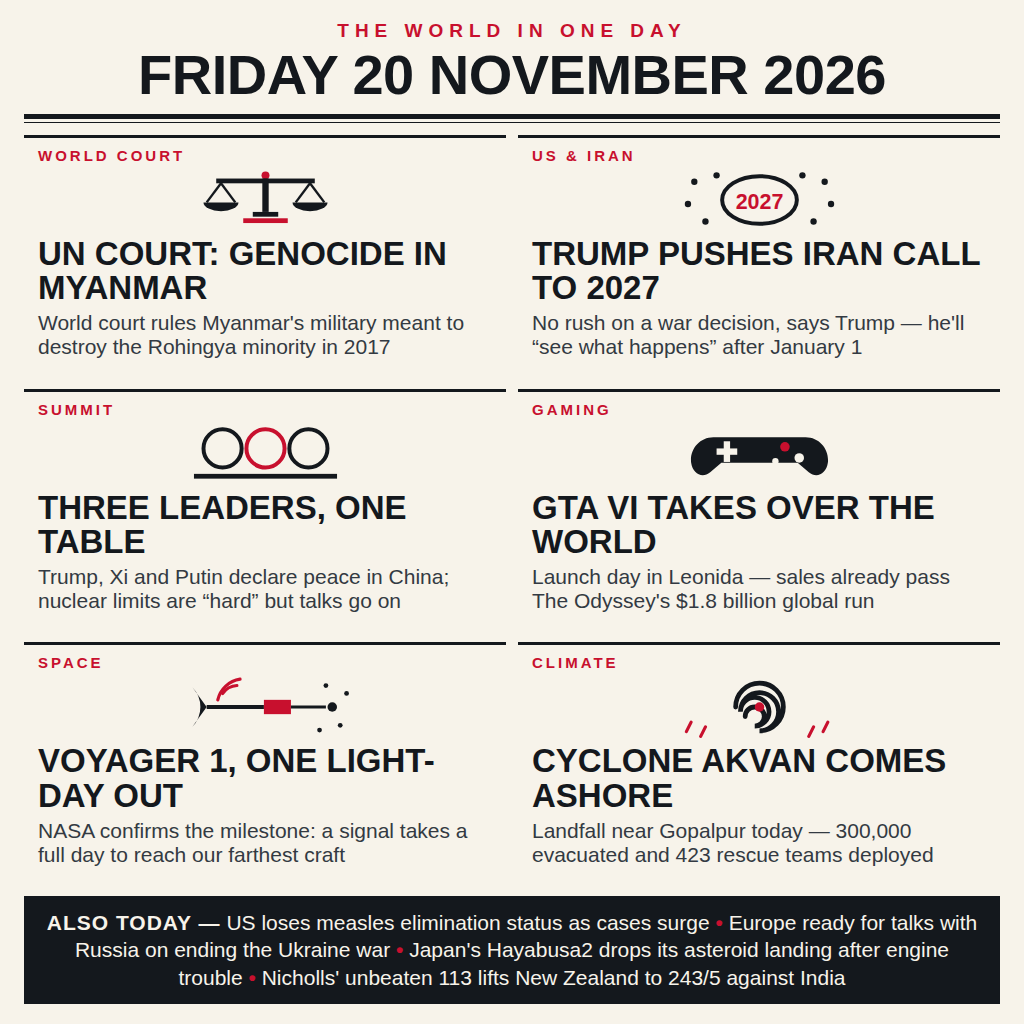 THE WORLD IN ONE DAY
FRIDAY 20 NOVEMBER 2026
WORLD COURT
UN COURT: GENOCIDE IN
MYANMAR
World court rules Myanmar's military meant to
destroy the Rohingya minority in 2017
US & IRAN
2027
TRUMP PUSHES IRAN CALL
TO 2027
No rush on a war decision, says Trump — he'll
“see what happens” after January 1
SUMMIT
THREE LEADERS, ONE
TABLE
Trump, Xi and Putin declare peace in China;
nuclear limits are “hard” but talks go on
GAMING
GTA VI TAKES OVER THE
WORLD
Launch day in Leonida — sales already pass
The Odyssey's $1.8 billion global run
SPACE
VOYAGER 1, ONE LIGHT-
DAY OUT
NASA confirms the milestone: a signal takes a
full day to reach our farthest craft
CLIMATE
CYCLONE AKVAN COMES
ASHORE
Landfall near Gopalpur today — 300,000
evacuated and 423 rescue teams deployed
ALSO TODAY — US loses measles elimination status as cases surge • Europe ready for talks with
Russia on ending the Ukraine war • Japan's Hayabusa2 drops its asteroid landing after engine
trouble • Nicholls' unbeaten 113 lifts New Zealand to 243/5 against India